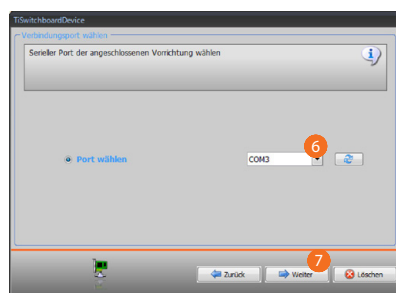 TiSwitchboardDevice
Verbindungsport wählen
Serieller Port der angeschlossenen Vorrichtung wählen
Port wählen
COM3
6
7
Zurück
Weiter
Löschen